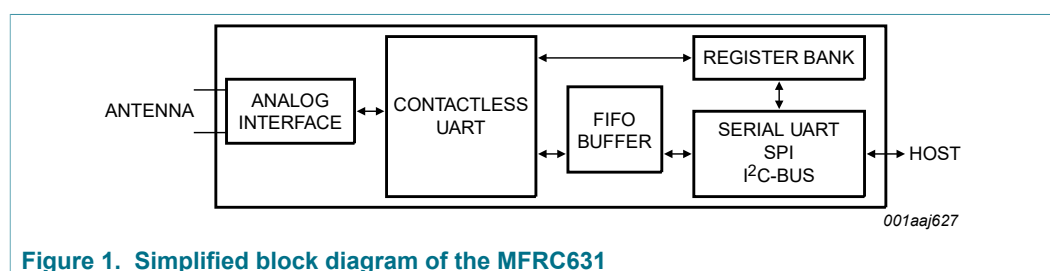 ANTENNA
ANALOG
INTERFACE
CONTACTLESS
UART
FIFO
BUFFER
REGISTER BANK
SERIAL UART
SPI
I²C-BUS
HOST
001aaj627
Figure 1. Simplified block diagram of the MFRC631